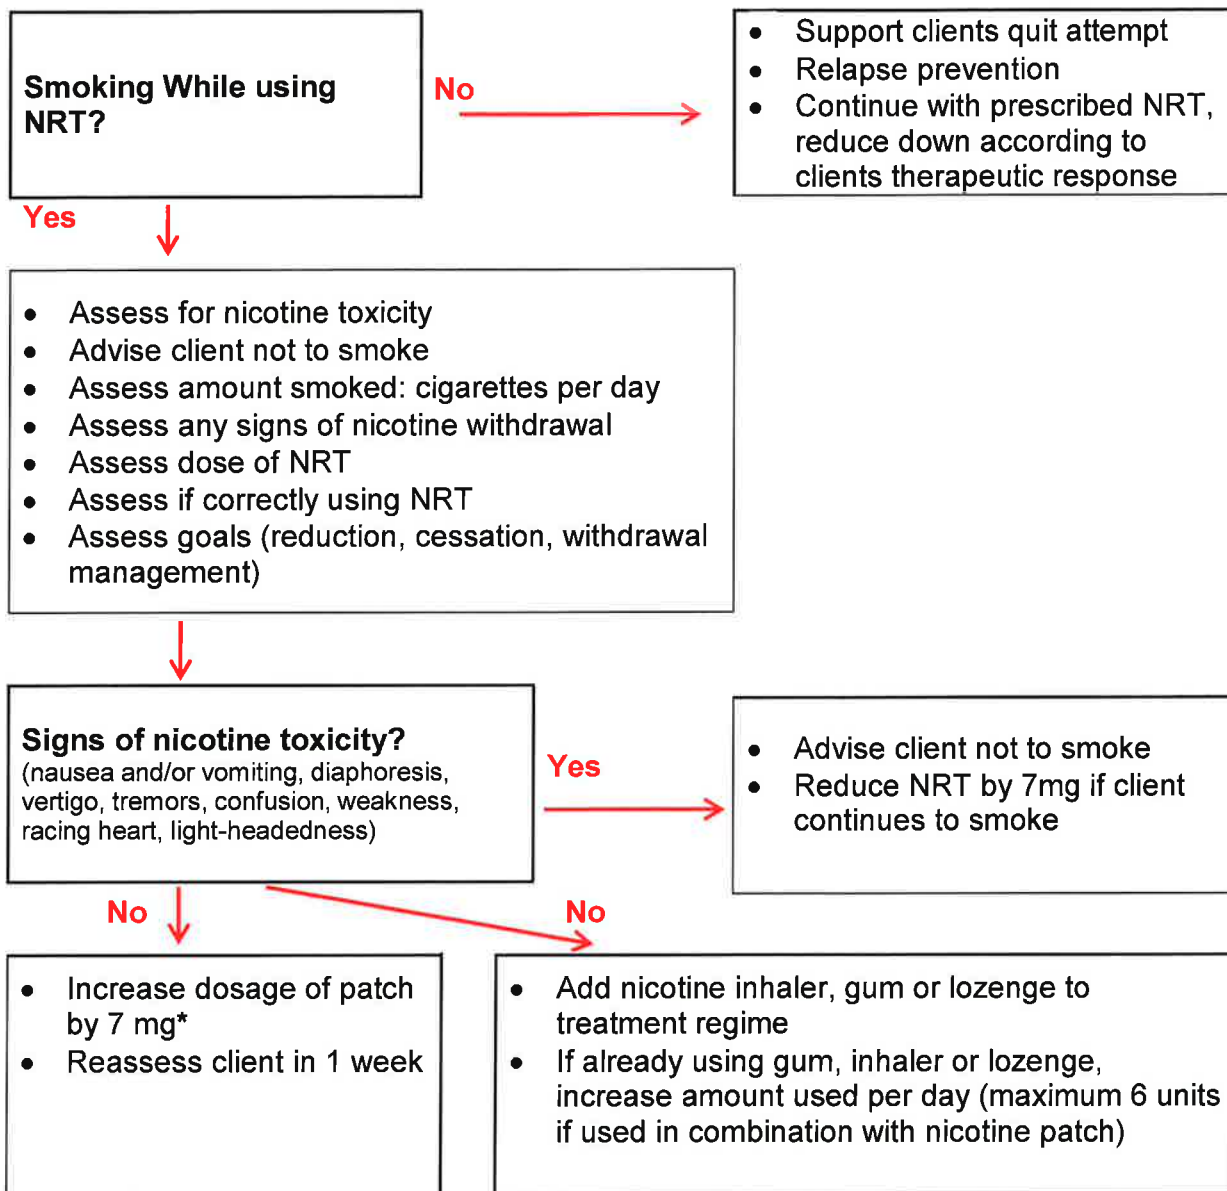 Smoking While using
NRT?
No
• Support clients quit attempt
• Relapse prevention
• Continue with prescribed NRT,
reduce down according to
clients therapeutic response
Yes
• Assess for nicotine toxicity
• Advise client not to smoke
• Assess amount smoked: cigarettes per day
• Assess any signs of nicotine withdrawal
• Assess dose of NRT
• Assess if correctly using NRT
• Assess goals (reduction, cessation, withdrawal
management)
Signs of nicotine toxicity?
(nausea and/or vomiting, diaphoresis,
vertigo, tremors, confusion, weakness,
racing heart, light-headedness)
Yes
• Advise client not to smoke
• Reduce NRT by 7mg if client
continues to smoke
No
No
• Increase dosage of patch
by 7 mg*
• Reassess client in 1 week
• Add nicotine inhaler, gum or lozenge to
treatment regime
• If already using gum, inhaler or lozenge,
increase amount used per day (maximum 6 units
if used in combination with nicotine patch)